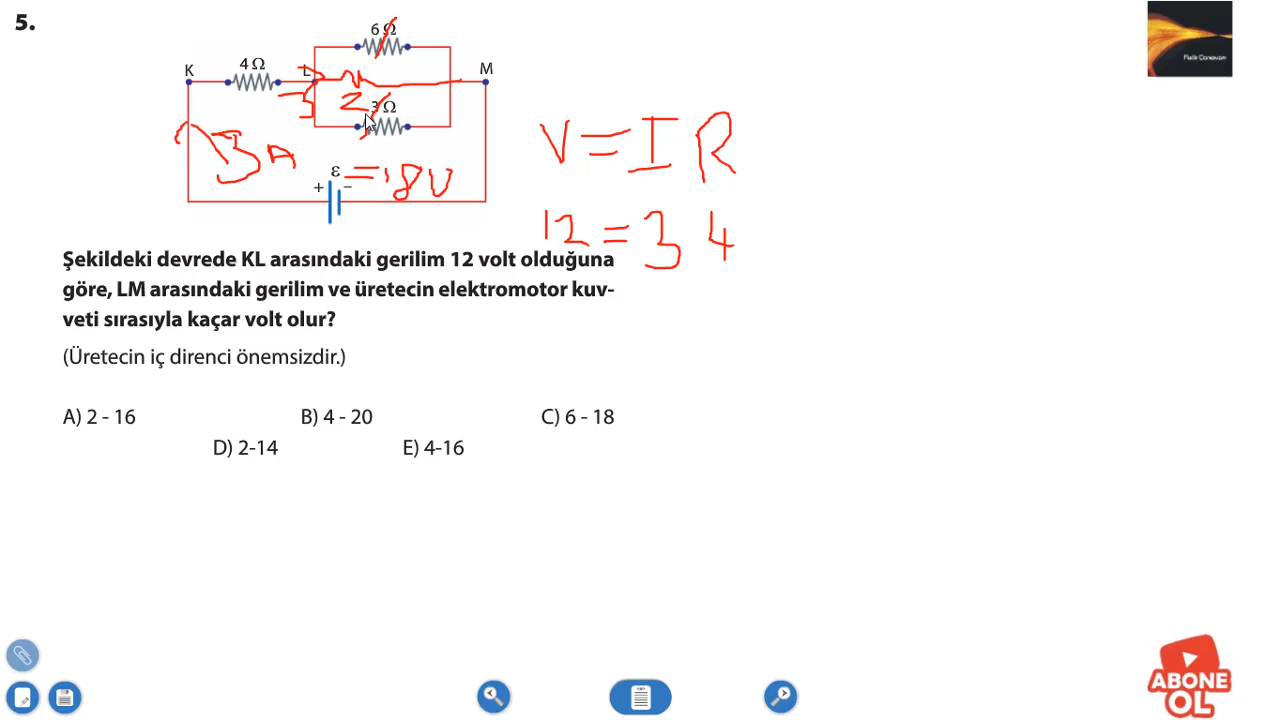 5.
6 Ω
K
4 Ω
L
M
2
3 Ω
3 A
ε = 18V
+
−
V = I R
12 = 3 4
Şekildeki devrede KL arasındaki gerilim 12 volt olduğuna
göre, LM arasındaki gerilim ve üretecin elektromotor kuv-
veti sırasıyla kaçar volt olur?
(Üretecin iç direnci önemsizdir.)
A) 2 - 16
B) 4 - 20
C) 6 - 18
D) 2-14
E) 4-16
ABONE
OL